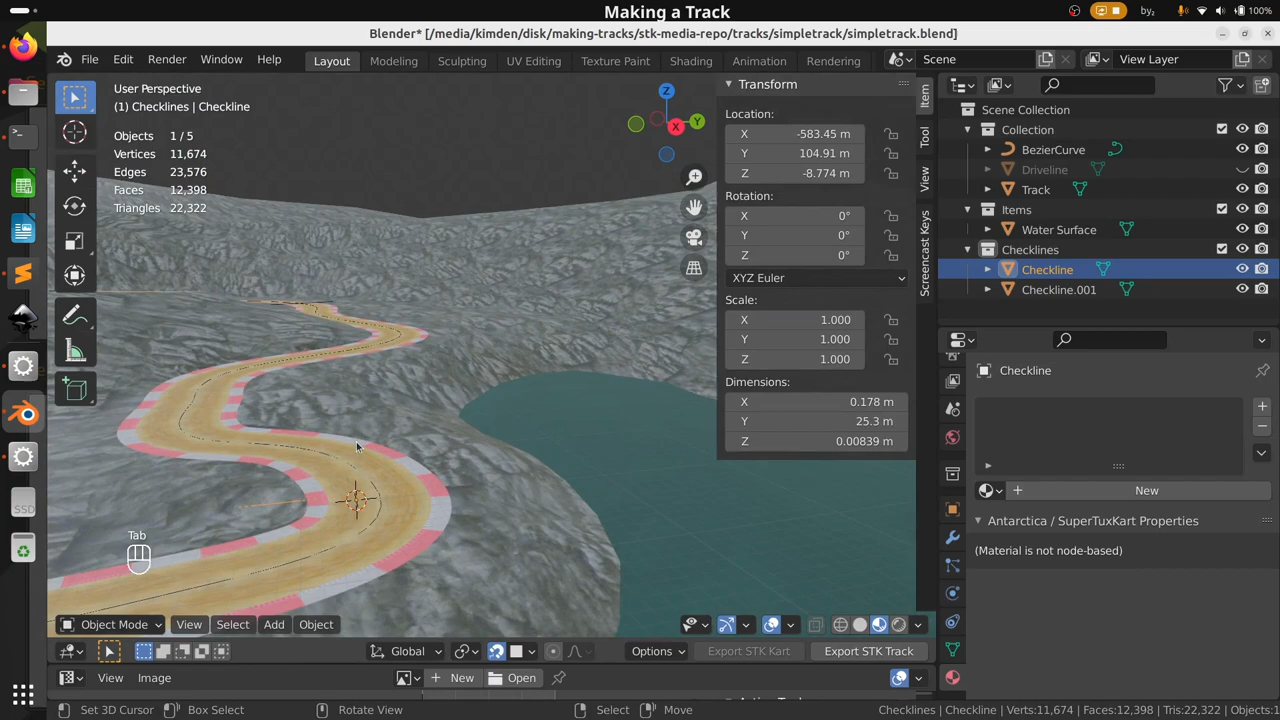 Making a Track
by₂
100%
Blender* [/media/kimden/disk/making-tracks/stk-media-repo/tracks/simpletrack/simpletrack.blend]
File Edit Render Window Help
Layout Modeling Sculpting UV Editing Texture Paint Shading Animation Rendering
Scene
View Layer
User Perspective
(1) Checklines | Checkline
Objects 1 / 5
Vertices 11,674
Edges 23,576
Faces 12,398
Triangles 22,322
Z
Y
X
Transform
Location:
X -583.45 m
Y 104.91 m
Z -8.774 m
Rotation:
X 0°
Y 0°
Z 0°
XYZ Euler
Scale:
X 1.000
Y 1.000
Z 1.000
Dimensions:
X 0.178 m
Y 25.3 m
Z 0.00839 m
Item
Tool
View
Screencast Keys
Scene Collection
Collection
BezierCurve
Driveline
Track
Items
Water Surface
Checklines
Checkline
Checkline.001
Checkline
New
Antarctica / SuperTuxKart Properties
(Material is not node-based)
SSD
Tab
Object Mode View Select Add Object
Global
Options
Export STK Kart
Export STK Track
View Image
New
Open
Set 3D Cursor
Box Select
Rotate View
Select
Move
Checklines | Checkline | Verts:11,674 | Faces:12,398 | Tris:22,322 | Objects:1